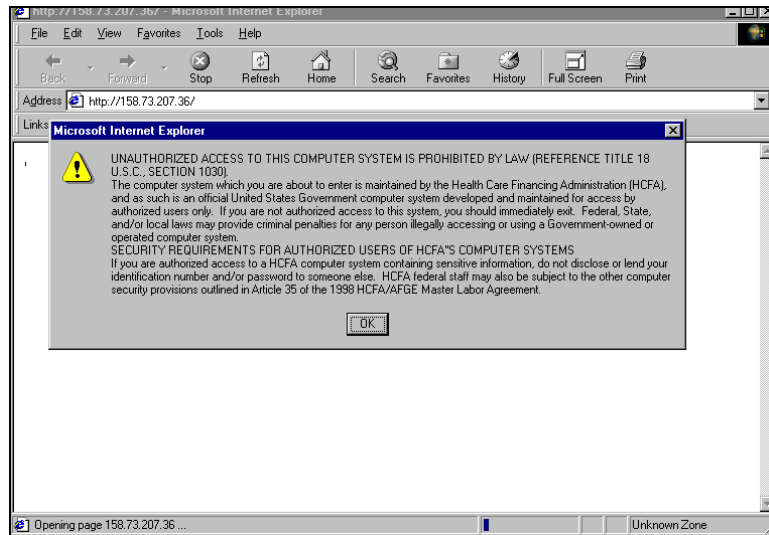 http://158.73.207.36/ - Microsoft Internet Explorer
File Edit View Favorites Tools Help
Back Forward Stop Refresh Home Search Favorites History Full Screen Print
Address http://158.73.207.36/
Links
Microsoft Internet Explorer
UNAUTHORIZED ACCESS TO THIS COMPUTER SYSTEM IS PROHIBITED BY LAW (REFERENCE TITLE 18
U.S.C., SECTION 1030).
The computer system which you are about to enter is maintained by the Health Care Financing Administration (HCFA),
and as such is an official United States Government computer system developed and maintained for access by
authorized users only. If you are not authorized access to this system, you should immediately exit. Federal, State,
and/or local laws may provide criminal penalties for any person illegally accessing or using a Government-owned or
operated computer system.
SECURITY REQUIREMENTS FOR AUTHORIZED USERS OF HCFA"S COMPUTER SYSTEMS
If you are authorized access to a HCFA computer system containing sensitive information, do not disclose or lend your
identification number and/or password to someone else. HCFA federal staff may also be subject to the other computer
security provisions outlined in Article 35 of the 1998 HCFA/AFGE Master Labor Agreement.
OK
Opening page 158.73.207.36 ... Unknown Zone